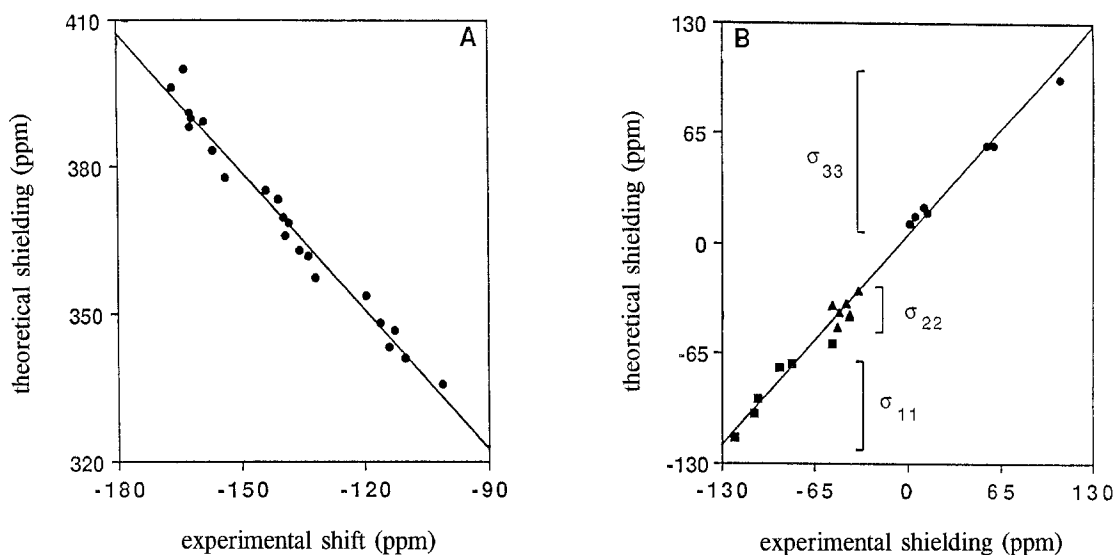 A
410
380
350
320
-180
-150
-120
-90
theoretical shielding (ppm)
experimental shift (ppm)
B
130
65
0
-65
-130
-130
-65
0
65
130
theoretical shielding (ppm)
experimental shielding (ppm)
σ33
σ22
σ11